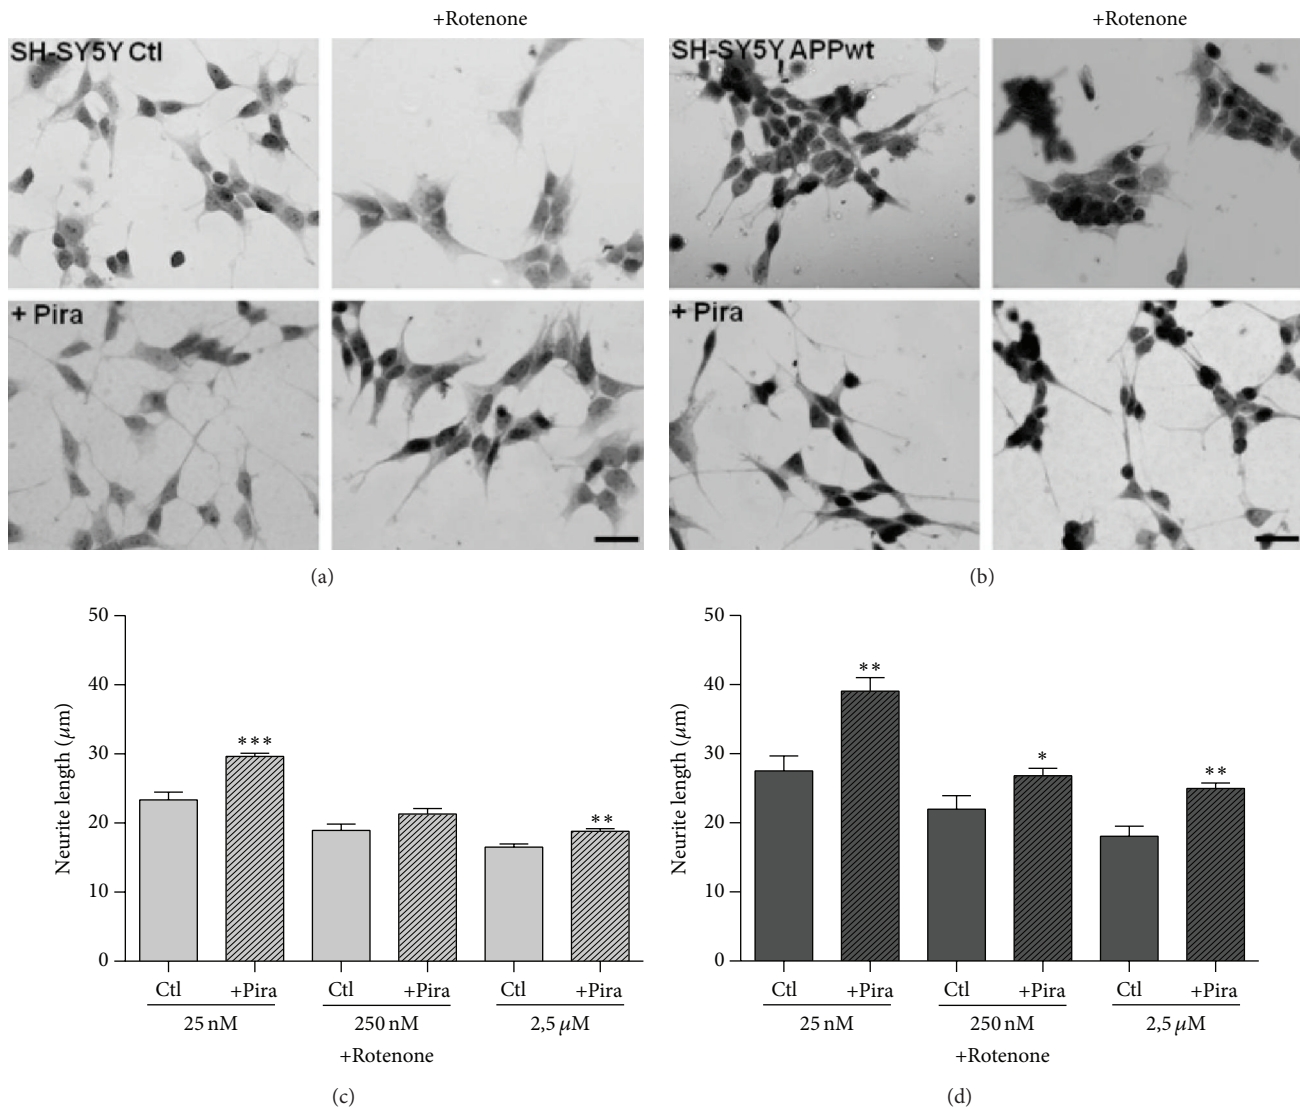 +Rotenone
+Rotenone
SH-SY5Y Ctl
SH-SY5Y APPwt
+ Pira
+ Pira
(a)
(b)
50
40
30
20
10
0
Neurite length (μm)
***
**
Ctl +Pira Ctl +Pira Ctl +Pira
25 nM 250 nM 2,5 μM
+Rotenone
(c)
50
40
30
20
10
0
Neurite length (μm)
**
*
**
Ctl +Pira Ctl +Pira Ctl +Pira
25 nM 250 nM 2,5 μM
+Rotenone
(d)